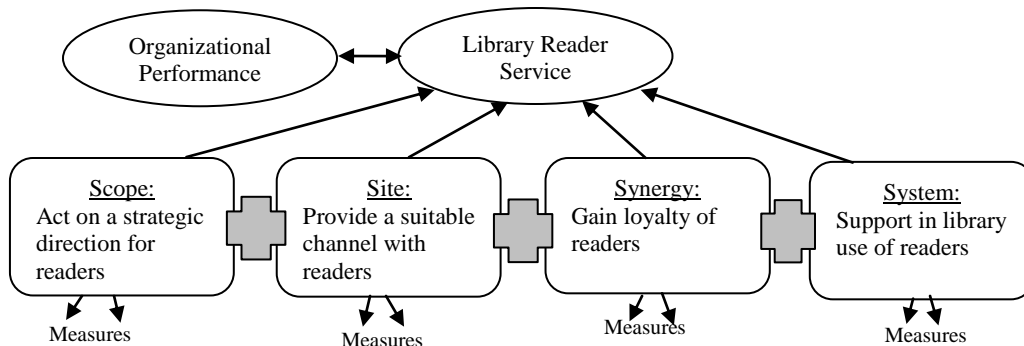 Organizational
Performance
Library Reader
Service
Scope:
Act on a strategic
direction for
readers
Site:
Provide a suitable
channel with
readers
Synergy:
Gain loyalty of
readers
System:
Support in library
use of readers
Measures
Measures
Measures
Measures